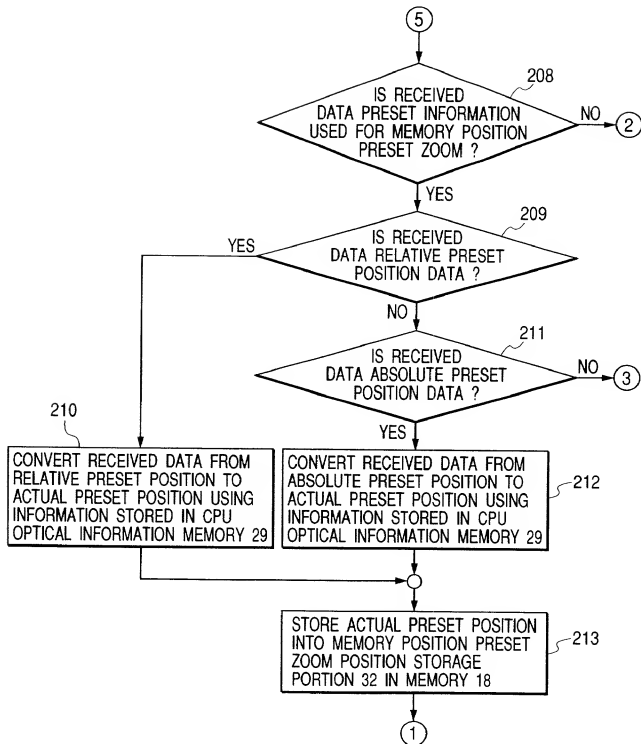 5
208
IS RECEIVED
DATA PRESET INFORMATION
USED FOR MEMORY POSITION
PRESET ZOOM ?
NO
2
YES
209
YES
IS RECEIVED
DATA RELATIVE PRESET
POSITION DATA ?
NO
211
IS RECEIVED
DATA ABSOLUTE PRESET
POSITION DATA ?
NO
3
YES
210
CONVERT RECEIVED DATA FROM
RELATIVE PRESET POSITION TO
ACTUAL PRESET POSITION USING
INFORMATION STORED IN CPU
OPTICAL INFORMATION MEMORY 29
CONVERT RECEIVED DATA FROM
ABSOLUTE PRESET POSITION TO
ACTUAL PRESET POSITION USING
INFORMATION STORED IN CPU
OPTICAL INFORMATION MEMORY 29
212
STORE ACTUAL PRESET POSITION
INTO MEMORY POSITION PRESET
ZOOM POSITION STORAGE
PORTION 32 IN MEMORY 18
213
1